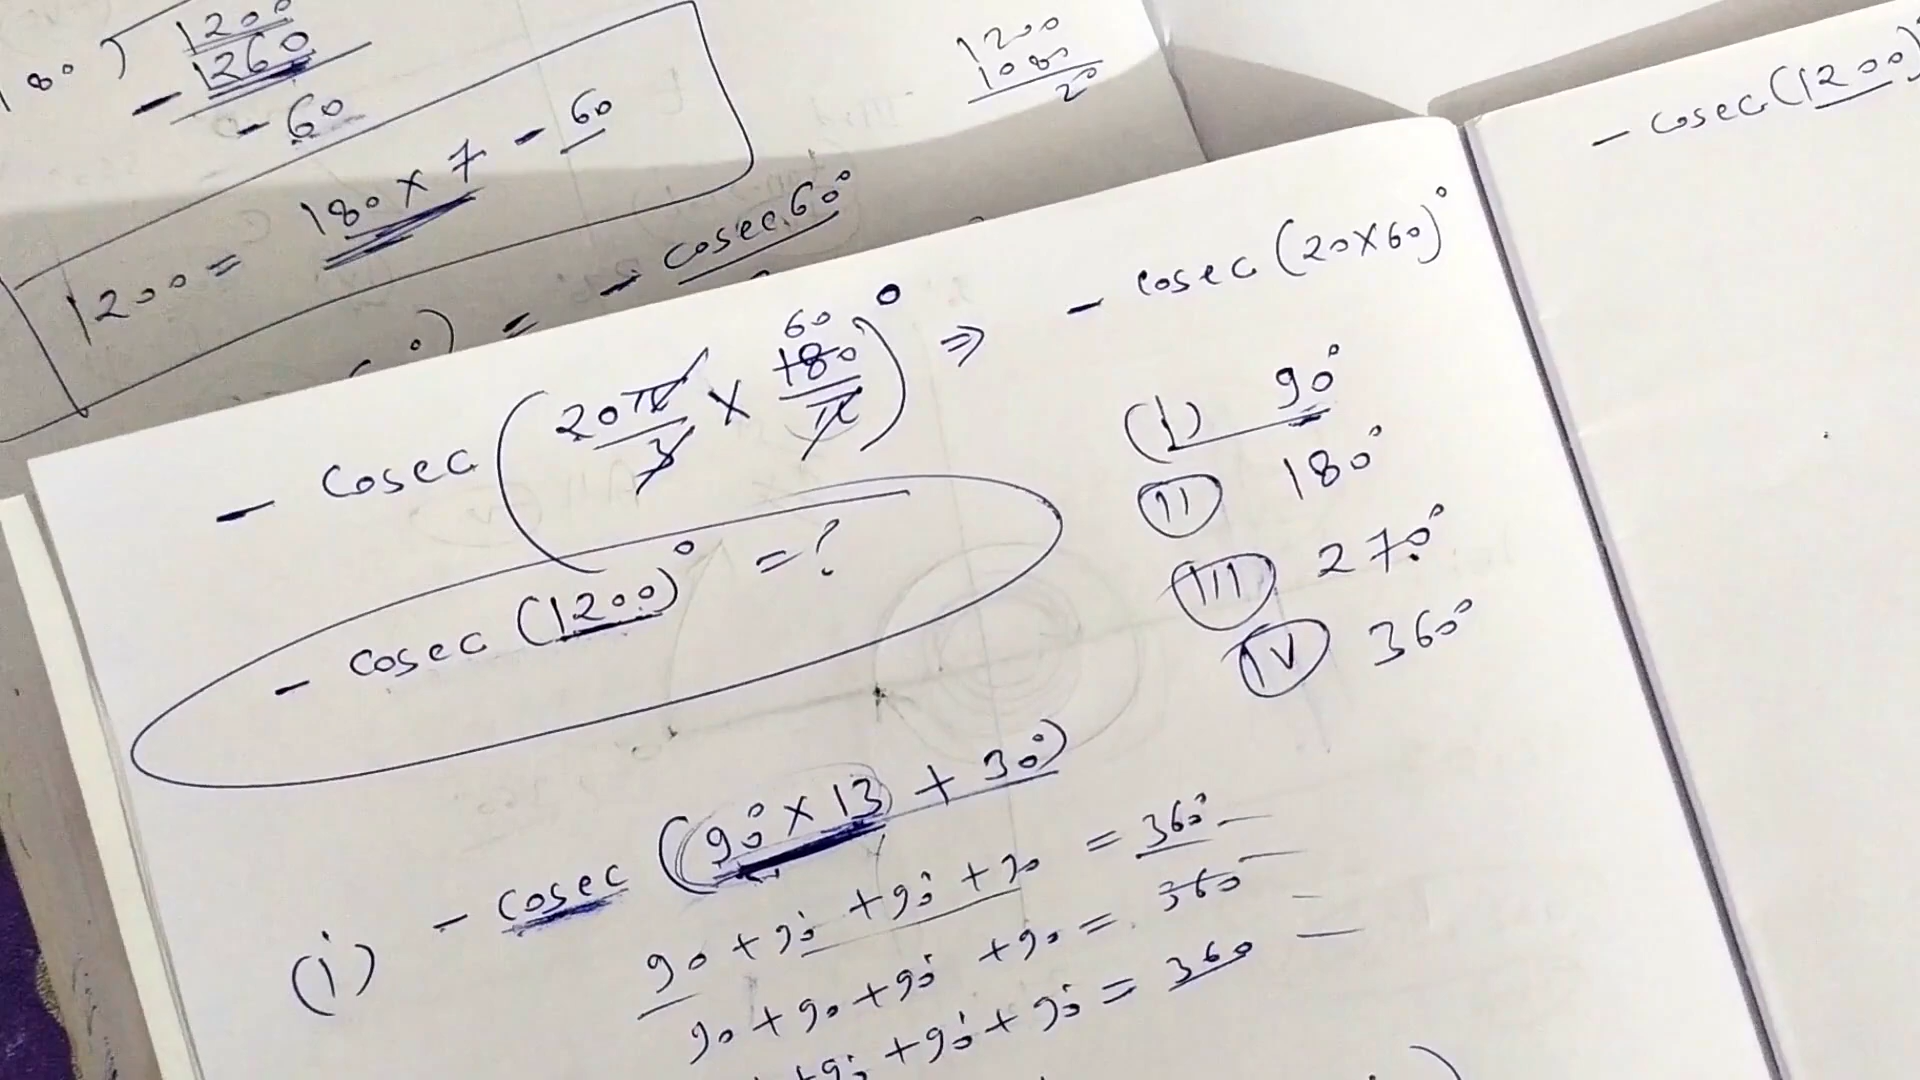 180) 1200
1260
- 60
1200 = 180 × 7 - 60
1200
1080
20
= - cosec 60°
- cosec (20π/3 × 180/π)° ⇒ - cosec (20×60)°
60
- cosec (1200)° = ?
(I) 90°
(II) 180°
(III) 270°
(IV) 360°
(i) - cosec (90° × 13 + 30°)
90 + 90° + 90° + 90 = 360°
90 + 90 + 90° + 90 = 360
+ 90° + 90° + 90° = 360
- cosec (1200)°